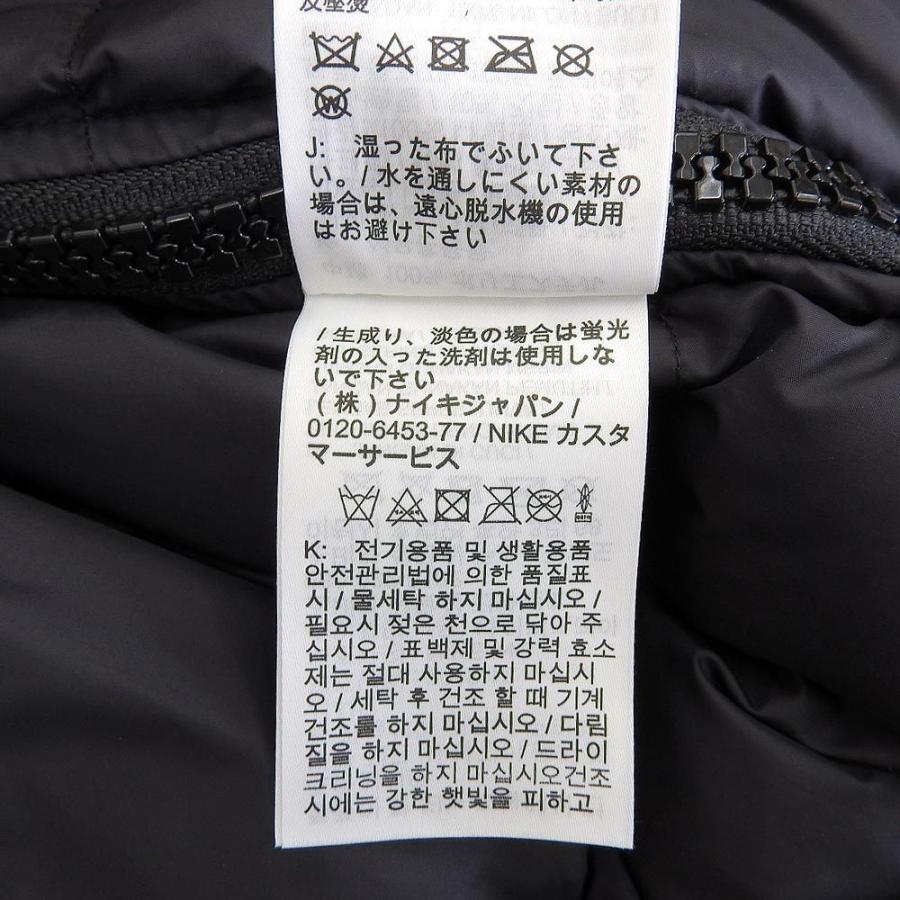 反壓燙
J: 湿った布でふいて下さ
い。/ 水を通しにくい素材の
場合は、遠心脱水機の使用
はお避け下さい
/ 生成り、淡色の場合は蛍光
剤の入った洗剤は使用しな
いで下さい
(株) ナイキジャパン /
0120-6453-77 / NIKE カスタ
マーサービス
K: 전기용품 및 생활용품
안전관리법에 의한 품질표
시 / 물세탁 하지 마십시오 /
필요시 젖은 천으로 닦아 주
십시오 / 표백제 및 강력 효소
제는 절대 사용하지 마십시
오 / 세탁 후 건조 할 때 기계
건조를 하지 마십시오 / 다림
질을 하지 마십시오 / 드라이
크리닝을 하지 마십시오건조
시에는 강한 햇빛을 피하고